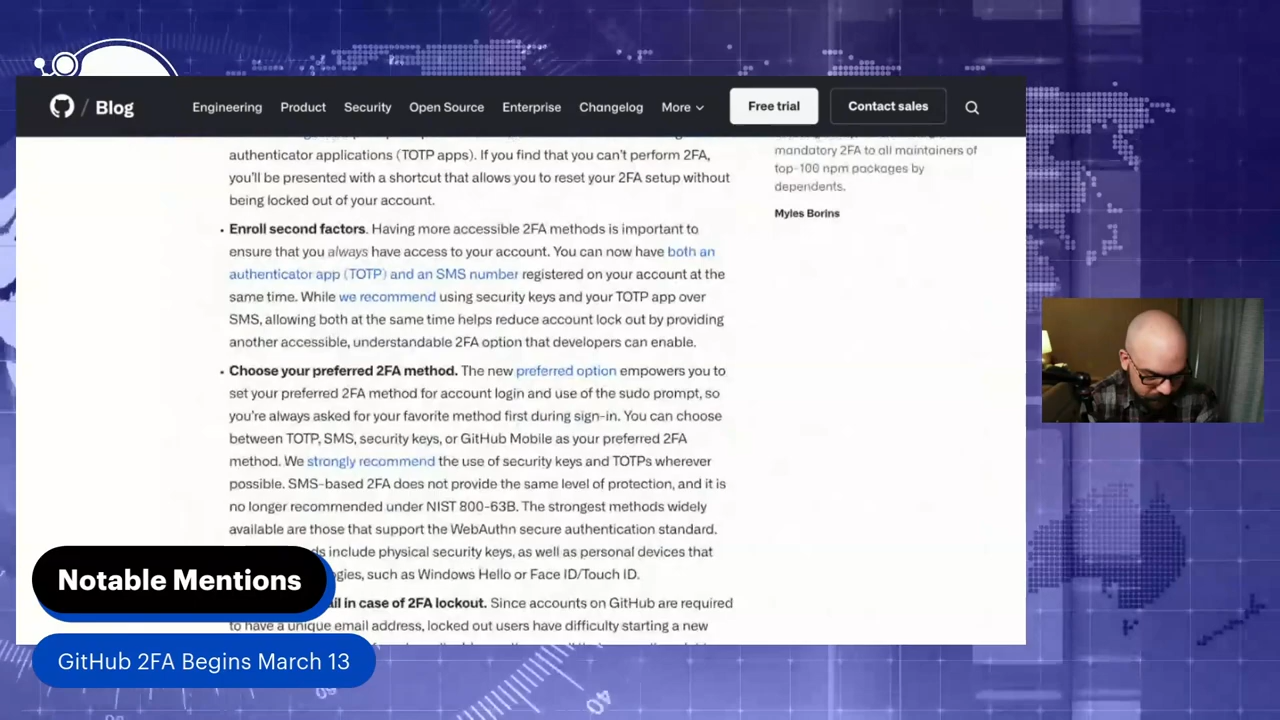 / Blog
Engineering Product Security Open Source Enterprise Changelog More Free trial Contact sales
authenticator applications (TOTP apps). If you find that you can't perform 2FA,
you'll be presented with a shortcut that allows you to reset your 2FA setup without
being locked out of your account.
• Enroll second factors. Having more accessible 2FA methods is important to
ensure that you always have access to your account. You can now have both an
authenticator app (TOTP) and an SMS number registered on your account at the
same time. While we recommend using security keys and your TOTP app over
SMS, allowing both at the same time helps reduce account lock out by providing
another accessible, understandable 2FA option that developers can enable.
• Choose your preferred 2FA method. The new preferred option empowers you to
set your preferred 2FA method for account login and use of the sudo prompt, so
you're always asked for your favorite method first during sign-in. You can choose
between TOTP, SMS, security keys, or GitHub Mobile as your preferred 2FA
method. We strongly recommend the use of security keys and TOTPs wherever
possible. SMS-based 2FA does not provide the same level of protection, and it is
no longer recommended under NIST 800-63B. The strongest methods widely
available are those that support the WebAuthn secure authentication standard.
include physical security keys, as well as personal devices that
such as Windows Hello or Face ID/Touch ID.
in case of 2FA lockout. Since accounts on GitHub are required
to have a unique email address, locked out users have difficulty starting a new
mandatory 2FA to all maintainers of
top-100 npm packages by
dependents.
Myles Borins
Notable Mentions
GitHub 2FA Begins March 13
60
40